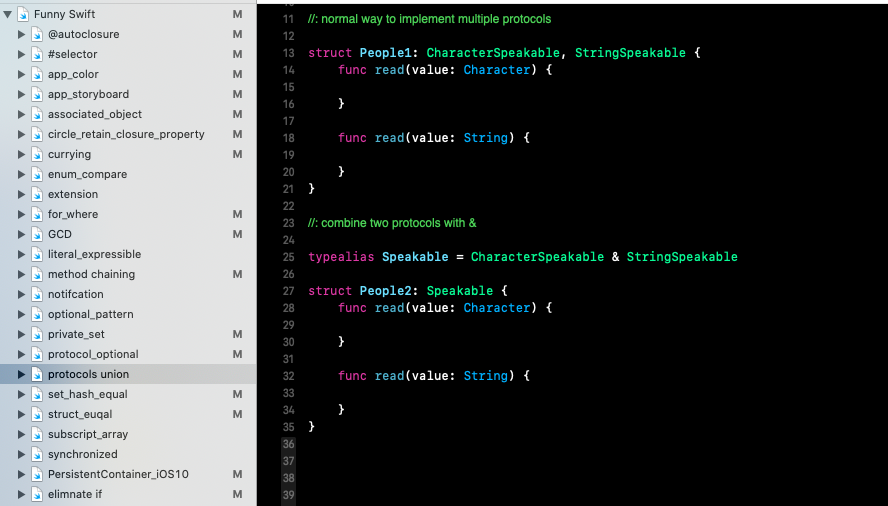 Funny Swift M
@autoclosure M
#selector M
app_color M
app_storyboard M
associated_object M
circle_retain_closure_property M
currying M
enum_compare
extension
for_where M
GCD M
literal_expressible
method chaining M
notifcation
optional_pattern
private_set M
protocol_optional M
protocols union
set_hash_equal M
struct_euqal M
subscript_array
synchronized
PersistentContainer_iOS10 M
elimnate if M
11 //: normal way to implement multiple protocols
12
13 struct People1: CharacterSpeakable, StringSpeakable {
14 func read(value: Character) {
15
16 }
17
18 func read(value: String) {
19
20 }
21 }
22
23 //: combine two protocols with &
24
25 typealias Speakable = CharacterSpeakable & StringSpeakable
26
27 struct People2: Speakable {
28 func read(value: Character) {
29
30 }
31
32 func read(value: String) {
33
34 }
35 }
36
37
38
39